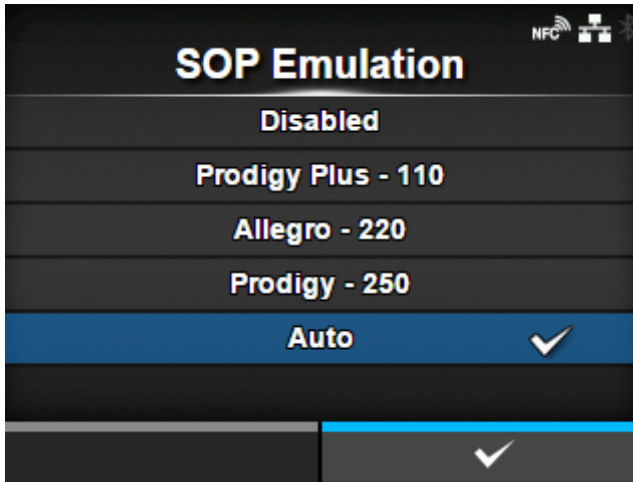 NFC
SOP Emulation
Disabled
Prodigy Plus - 110
Allegro - 220
Prodigy - 250
Auto